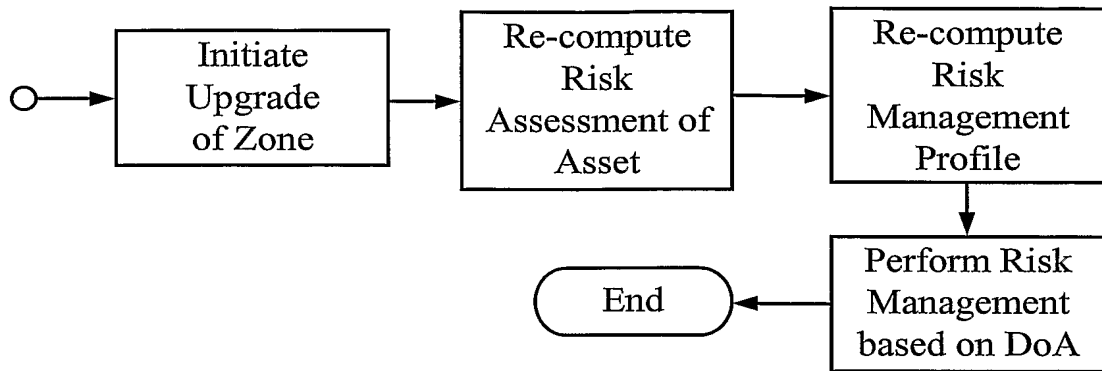 Initiate
Upgrade
of Zone
Re-compute
Risk
Assessment of
Asset
Re-compute
Risk
Management
Profile
Perform Risk
Management
based on DoA
End